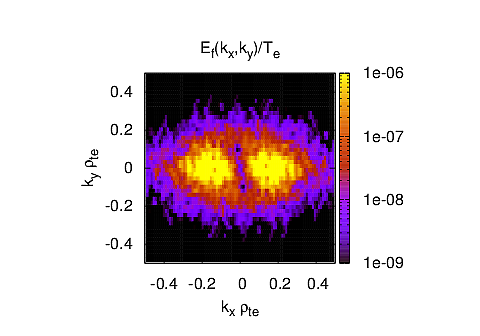 E_f(k_x,k_y)/T_e
0.4
0.2
0
-0.2
-0.4
k_y ρ_te
-0.4 -0.2 0 0.2 0.4
k_x ρ_te
1e-06
1e-07
1e-08
1e-09